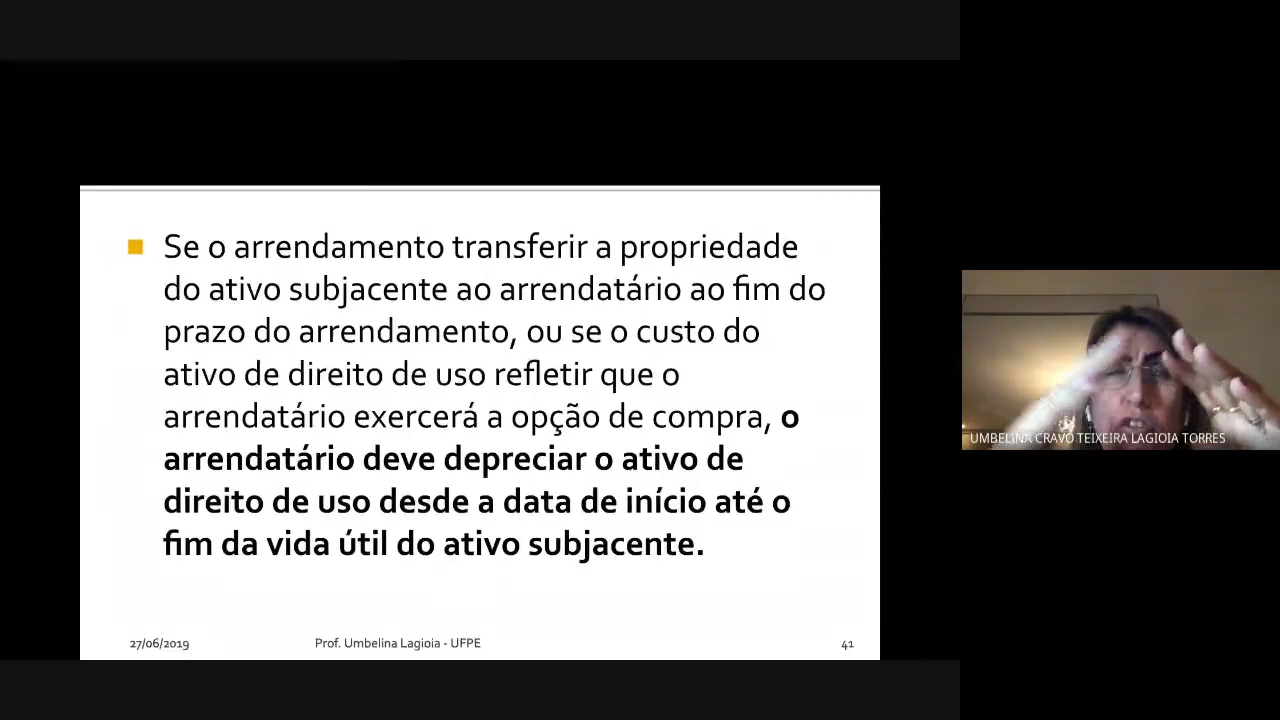 Se o arrendamento transferir a propriedade
do ativo subjacente ao arrendatário ao fim do
prazo do arrendamento, ou se o custo do
ativo de direito de uso refletir que o
arrendatário exercerá a opção de compra, o
arrendatário deve depreciar o ativo de
direito de uso desde a data de início até o
fim da vida útil do ativo subjacente.
27/06/2019
Prof. Umbelina Lagioia - UFPE
41
UMBELINA CRAVO TEIXEIRA LAGIOIA TORRES